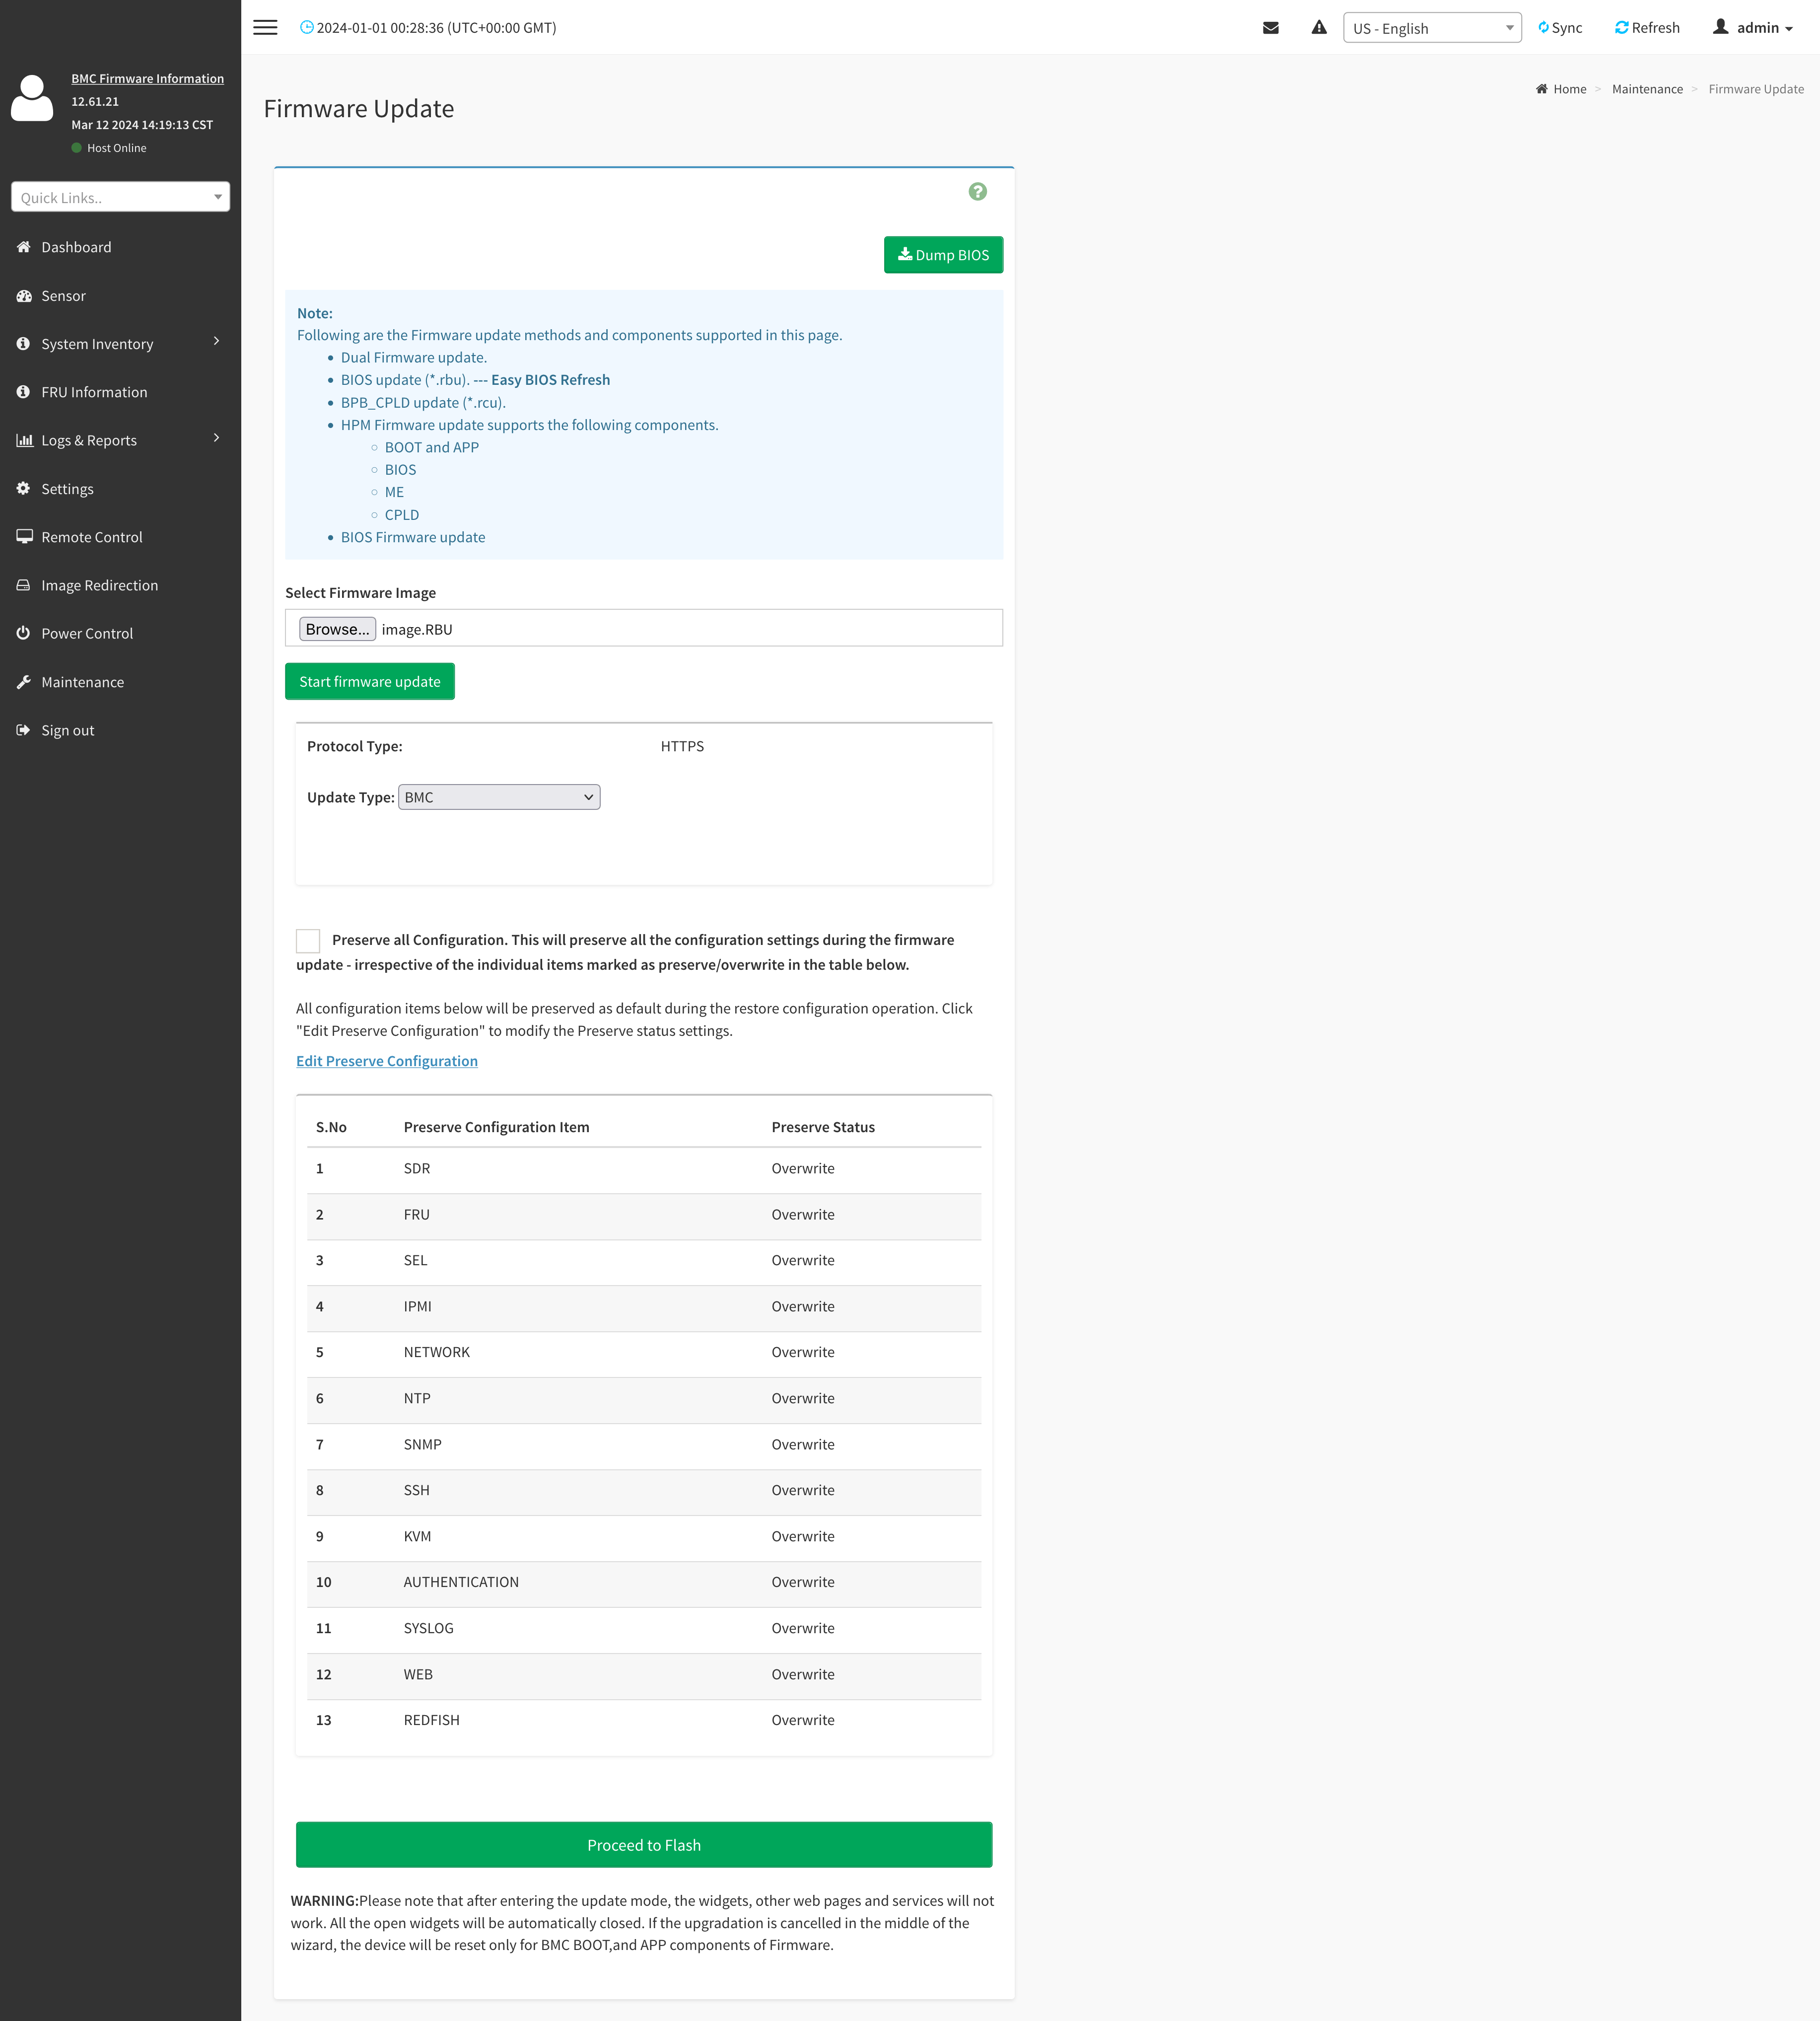 2024-01-01 00:28:36 (UTC+00:00 GMT)
US - English
Sync
Refresh
admin
BMC Firmware Information
12.61.21
Mar 12 2024 14:19:13 CST
Host Online
Quick Links..
Dashboard
Sensor
System Inventory
FRU Information
Logs & Reports
Settings
Remote Control
Image Redirection
Power Control
Maintenance
Sign out
Firmware Update
Home > Maintenance > Firmware Update
Dump BIOS
Note:
Following are the Firmware update methods and components supported in this page.
Dual Firmware update.
BIOS update (*.rbu). --- Easy BIOS Refresh
BPB_CPLD update (*.rcu).
HPM Firmware update supports the following components.
BOOT and APP
BIOS
ME
CPLD
BIOS Firmware update
Select Firmware Image
Browse... image.RBU
Start firmware update
Protocol Type: HTTPS
Update Type: BMC
Preserve all Configuration. This will preserve all the configuration settings during the firmware
update - irrespective of the individual items marked as preserve/overwrite in the table below.
All configuration items below will be preserved as default during the restore configuration operation. Click
"Edit Preserve Configuration" to modify the Preserve status settings.
Edit Preserve Configuration
S.No Preserve Configuration Item Preserve Status
1 SDR Overwrite
2 FRU Overwrite
3 SEL Overwrite
4 IPMI Overwrite
5 NETWORK Overwrite
6 NTP Overwrite
7 SNMP Overwrite
8 SSH Overwrite
9 KVM Overwrite
10 AUTHENTICATION Overwrite
11 SYSLOG Overwrite
12 WEB Overwrite
13 REDFISH Overwrite
Proceed to Flash
WARNING:Please note that after entering the update mode, the widgets, other web pages and services will not
work. All the open widgets will be automatically closed. If the upgradation is cancelled in the middle of the
wizard, the device will be reset only for BMC BOOT,and APP components of Firmware.